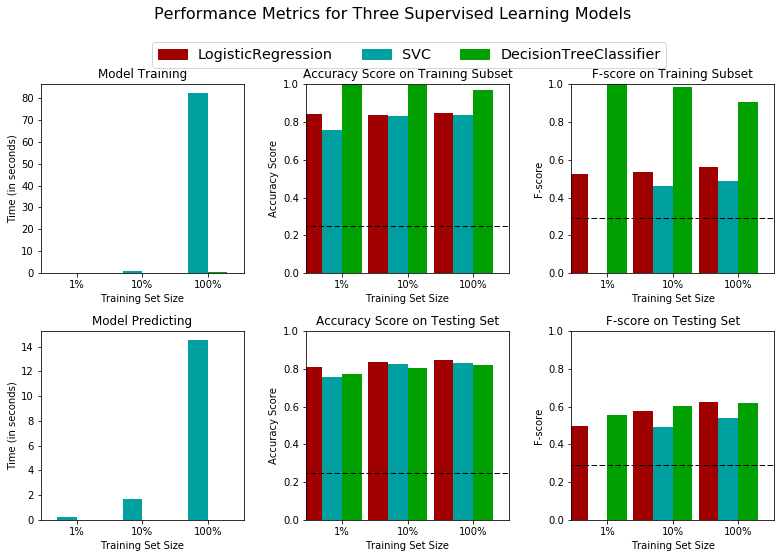 Performance Metrics for Three Supervised Learning Models
LogisticRegression SVC DecisionTreeClassifier
Model Training
80
70
60
50
40
30
20
10
0
Time (in seconds)
1% 10% 100%
Training Set Size
Accuracy Score on Training Subset
1.0
0.8
0.6
0.4
0.2
0.0
Accuracy Score
1% 10% 100%
Training Set Size
F-score on Training Subset
1.0
0.8
0.6
0.4
0.2
0.0
F-score
1% 10% 100%
Training Set Size
Model Predicting
14
12
10
8
6
4
2
0
Time (in seconds)
1% 10% 100%
Training Set Size
Accuracy Score on Testing Set
1.0
0.8
0.6
0.4
0.2
0.0
Accuracy Score
1% 10% 100%
Training Set Size
F-score on Testing Set
1.0
0.8
0.6
0.4
0.2
0.0
F-score
1% 10% 100%
Training Set Size